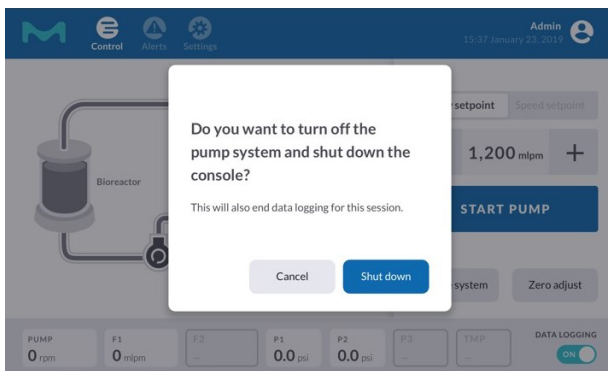 Control
Alerts
Settings
Admin
15:37 January 23, 2019
Bioreactor
Do you want to turn off the
pump system and shut down the
console?
This will also end data logging for this session.
Cancel
Shut down
setpoint
Speed setpoint
1,200 mlpm +
START PUMP
system
Zero adjust
PUMP
0 rpm
F1
0 mlpm
F2
--
P1
0.0 psi
P2
0.0 psi
P3
--
TMP
--
DATA LOGGING
ON